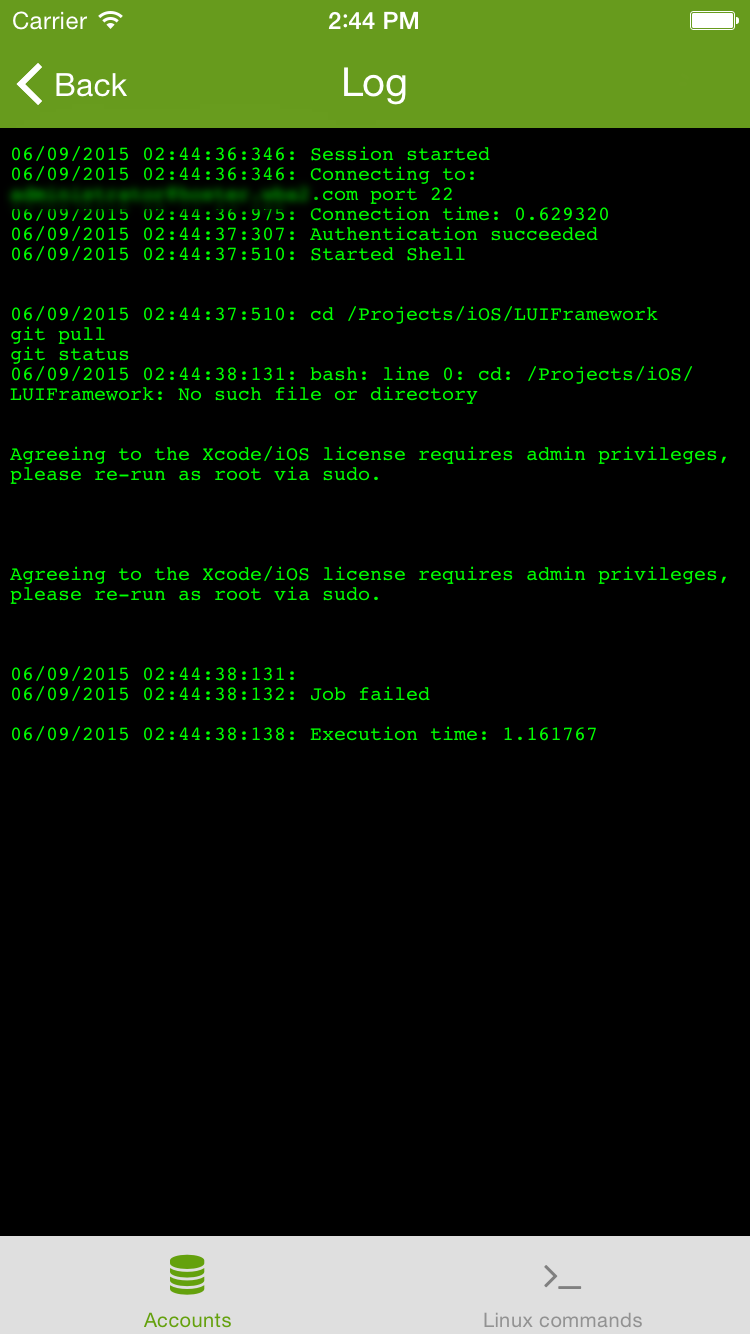 Carrier 2:44 PM
Back Log
06/09/2015 02:44:36:346: Session started
06/09/2015 02:44:36:346: Connecting to:
.com port 22
06/09/2015 02:44:36:975: Connection time: 0.629320
06/09/2015 02:44:37:307: Authentication succeeded
06/09/2015 02:44:37:510: Started Shell
06/09/2015 02:44:37:510: cd /Projects/iOS/LUIFramework
git pull
git status
06/09/2015 02:44:38:131: bash: line 0: cd: /Projects/iOS/
LUIFramework: No such file or directory
Agreeing to the Xcode/iOS license requires admin privileges,
please re-run as root via sudo.
Agreeing to the Xcode/iOS license requires admin privileges,
please re-run as root via sudo.
06/09/2015 02:44:38:131:
06/09/2015 02:44:38:132: Job failed
06/09/2015 02:44:38:138: Execution time: 1.161767
Accounts Linux commands